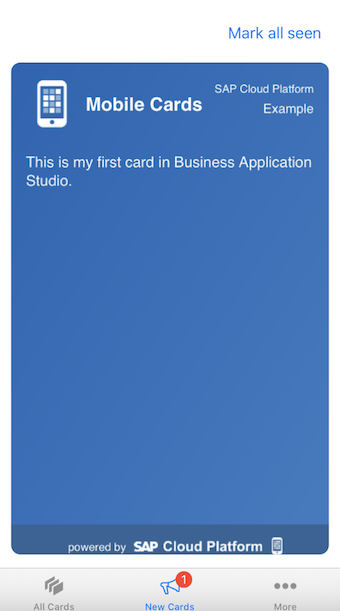 Mark all seen
SAP Cloud Platform
Mobile Cards
Example
This is my first card in Business Application
Studio.
powered by SAP Cloud Platform
1
All Cards
New Cards
More